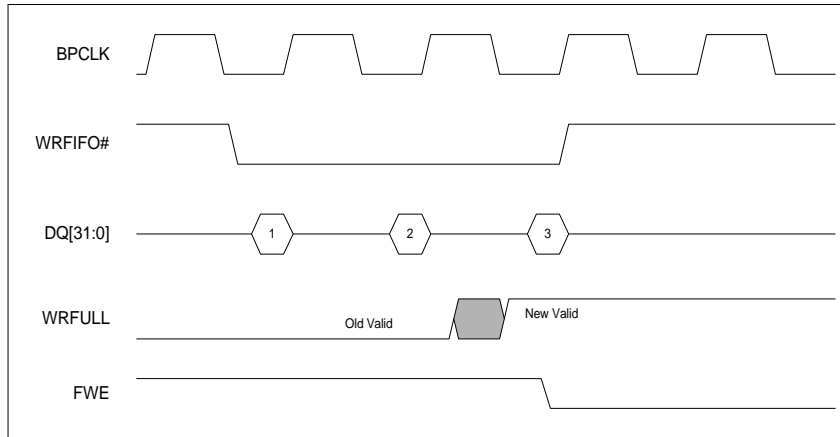 BPCLK
WRFIFO#
DQ[31:0]
1
2
3
WRFULL
Old Valid
New Valid
FWE